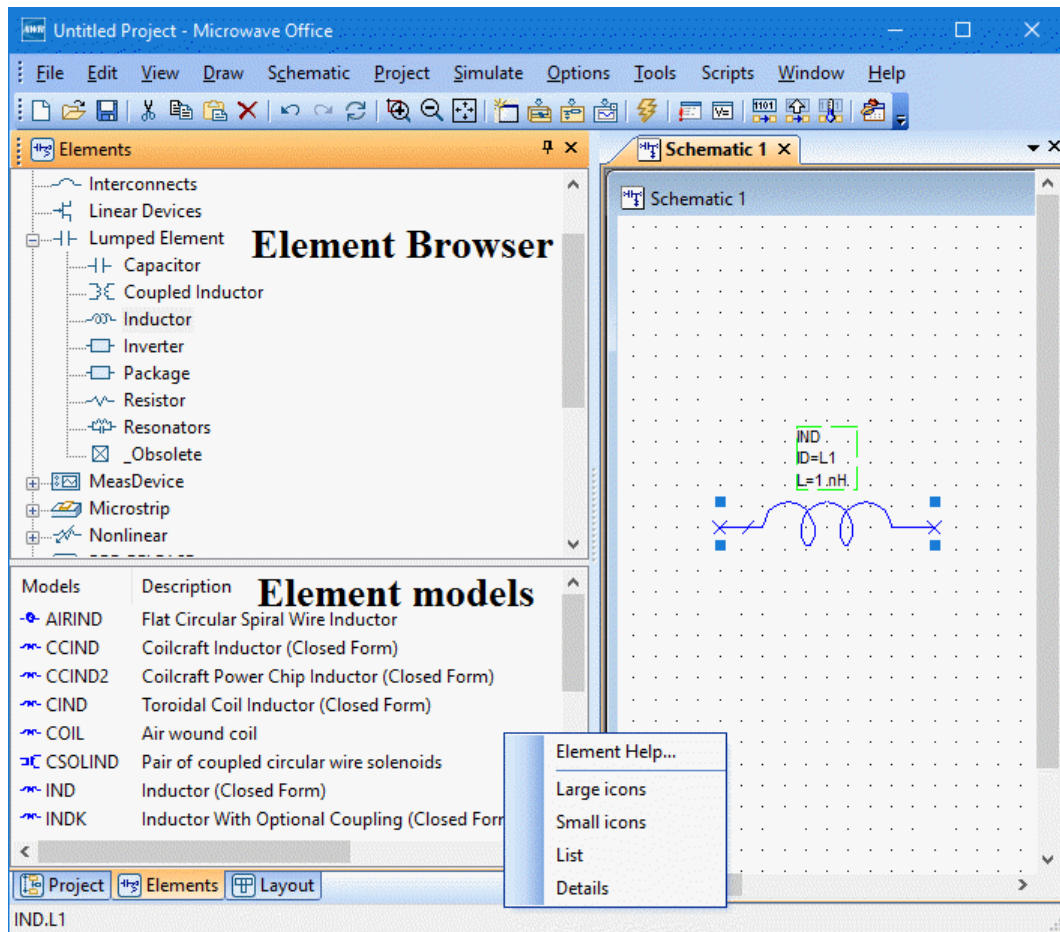 AWR Untitled Project - Microwave Office
File Edit View Draw Schematic Project Simulate Options Tools Scripts Window Help
Elements
Schematic 1
Interconnects
Linear Devices
Lumped Element
Element Browser
Capacitor
Coupled Inductor
Inductor
Inverter
Package
Resistor
Resonators
_Obsolete
MeasDevice
Microstrip
Nonlinear
Models Description
Element models
AIRIND Flat Circular Spiral Wire Inductor
CCIND Coilcraft Inductor (Closed Form)
CCIND2 Coilcraft Power Chip Inductor (Closed Form)
CIND Toroidal Coil Inductor (Closed Form)
COIL Air wound coil
CSOLIND Pair of coupled circular wire solenoids
IND Inductor (Closed Form)
INDK Inductor With Optional Coupling (Closed For
Project Elements Layout
IND.L1
Schematic 1
IND
ID=L1
L=1 nH
Element Help...
Large icons
Small icons
List
Details